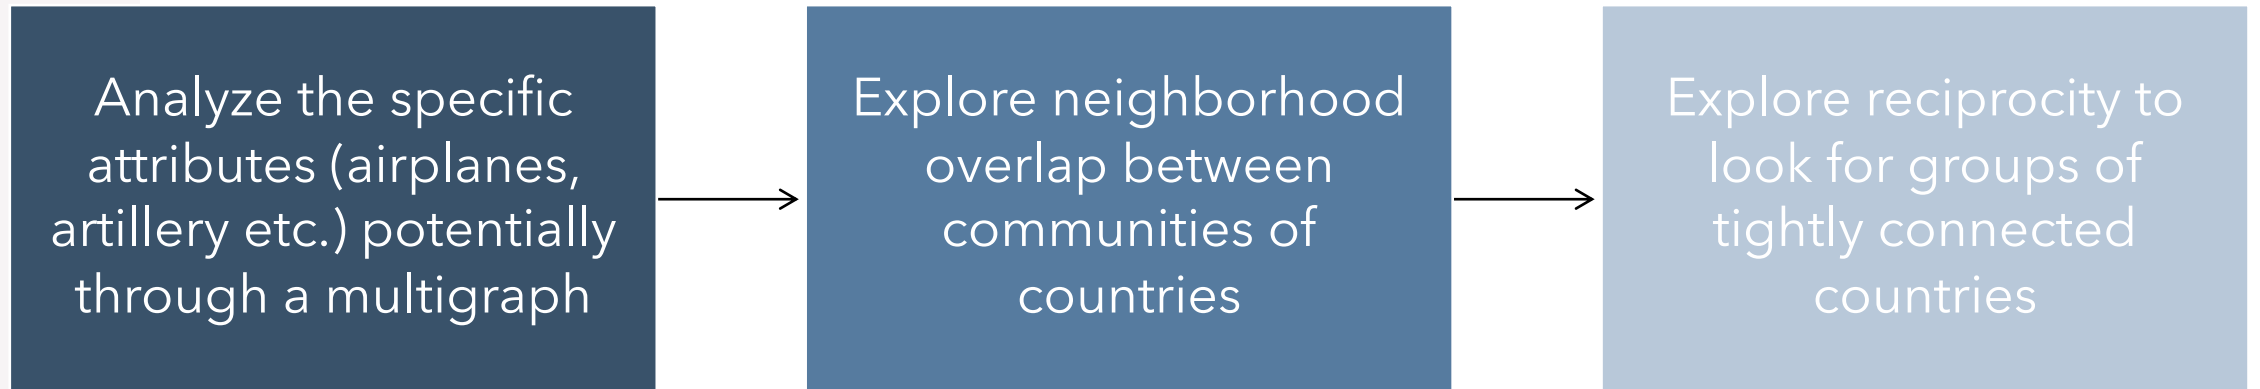 Analyze the specific
attributes (airplanes,
artillery etc.) potentially
through a multigraph
Explore neighborhood
overlap between
communities of
countries
Explore reciprocity to
look for groups of
tightly connected
countries